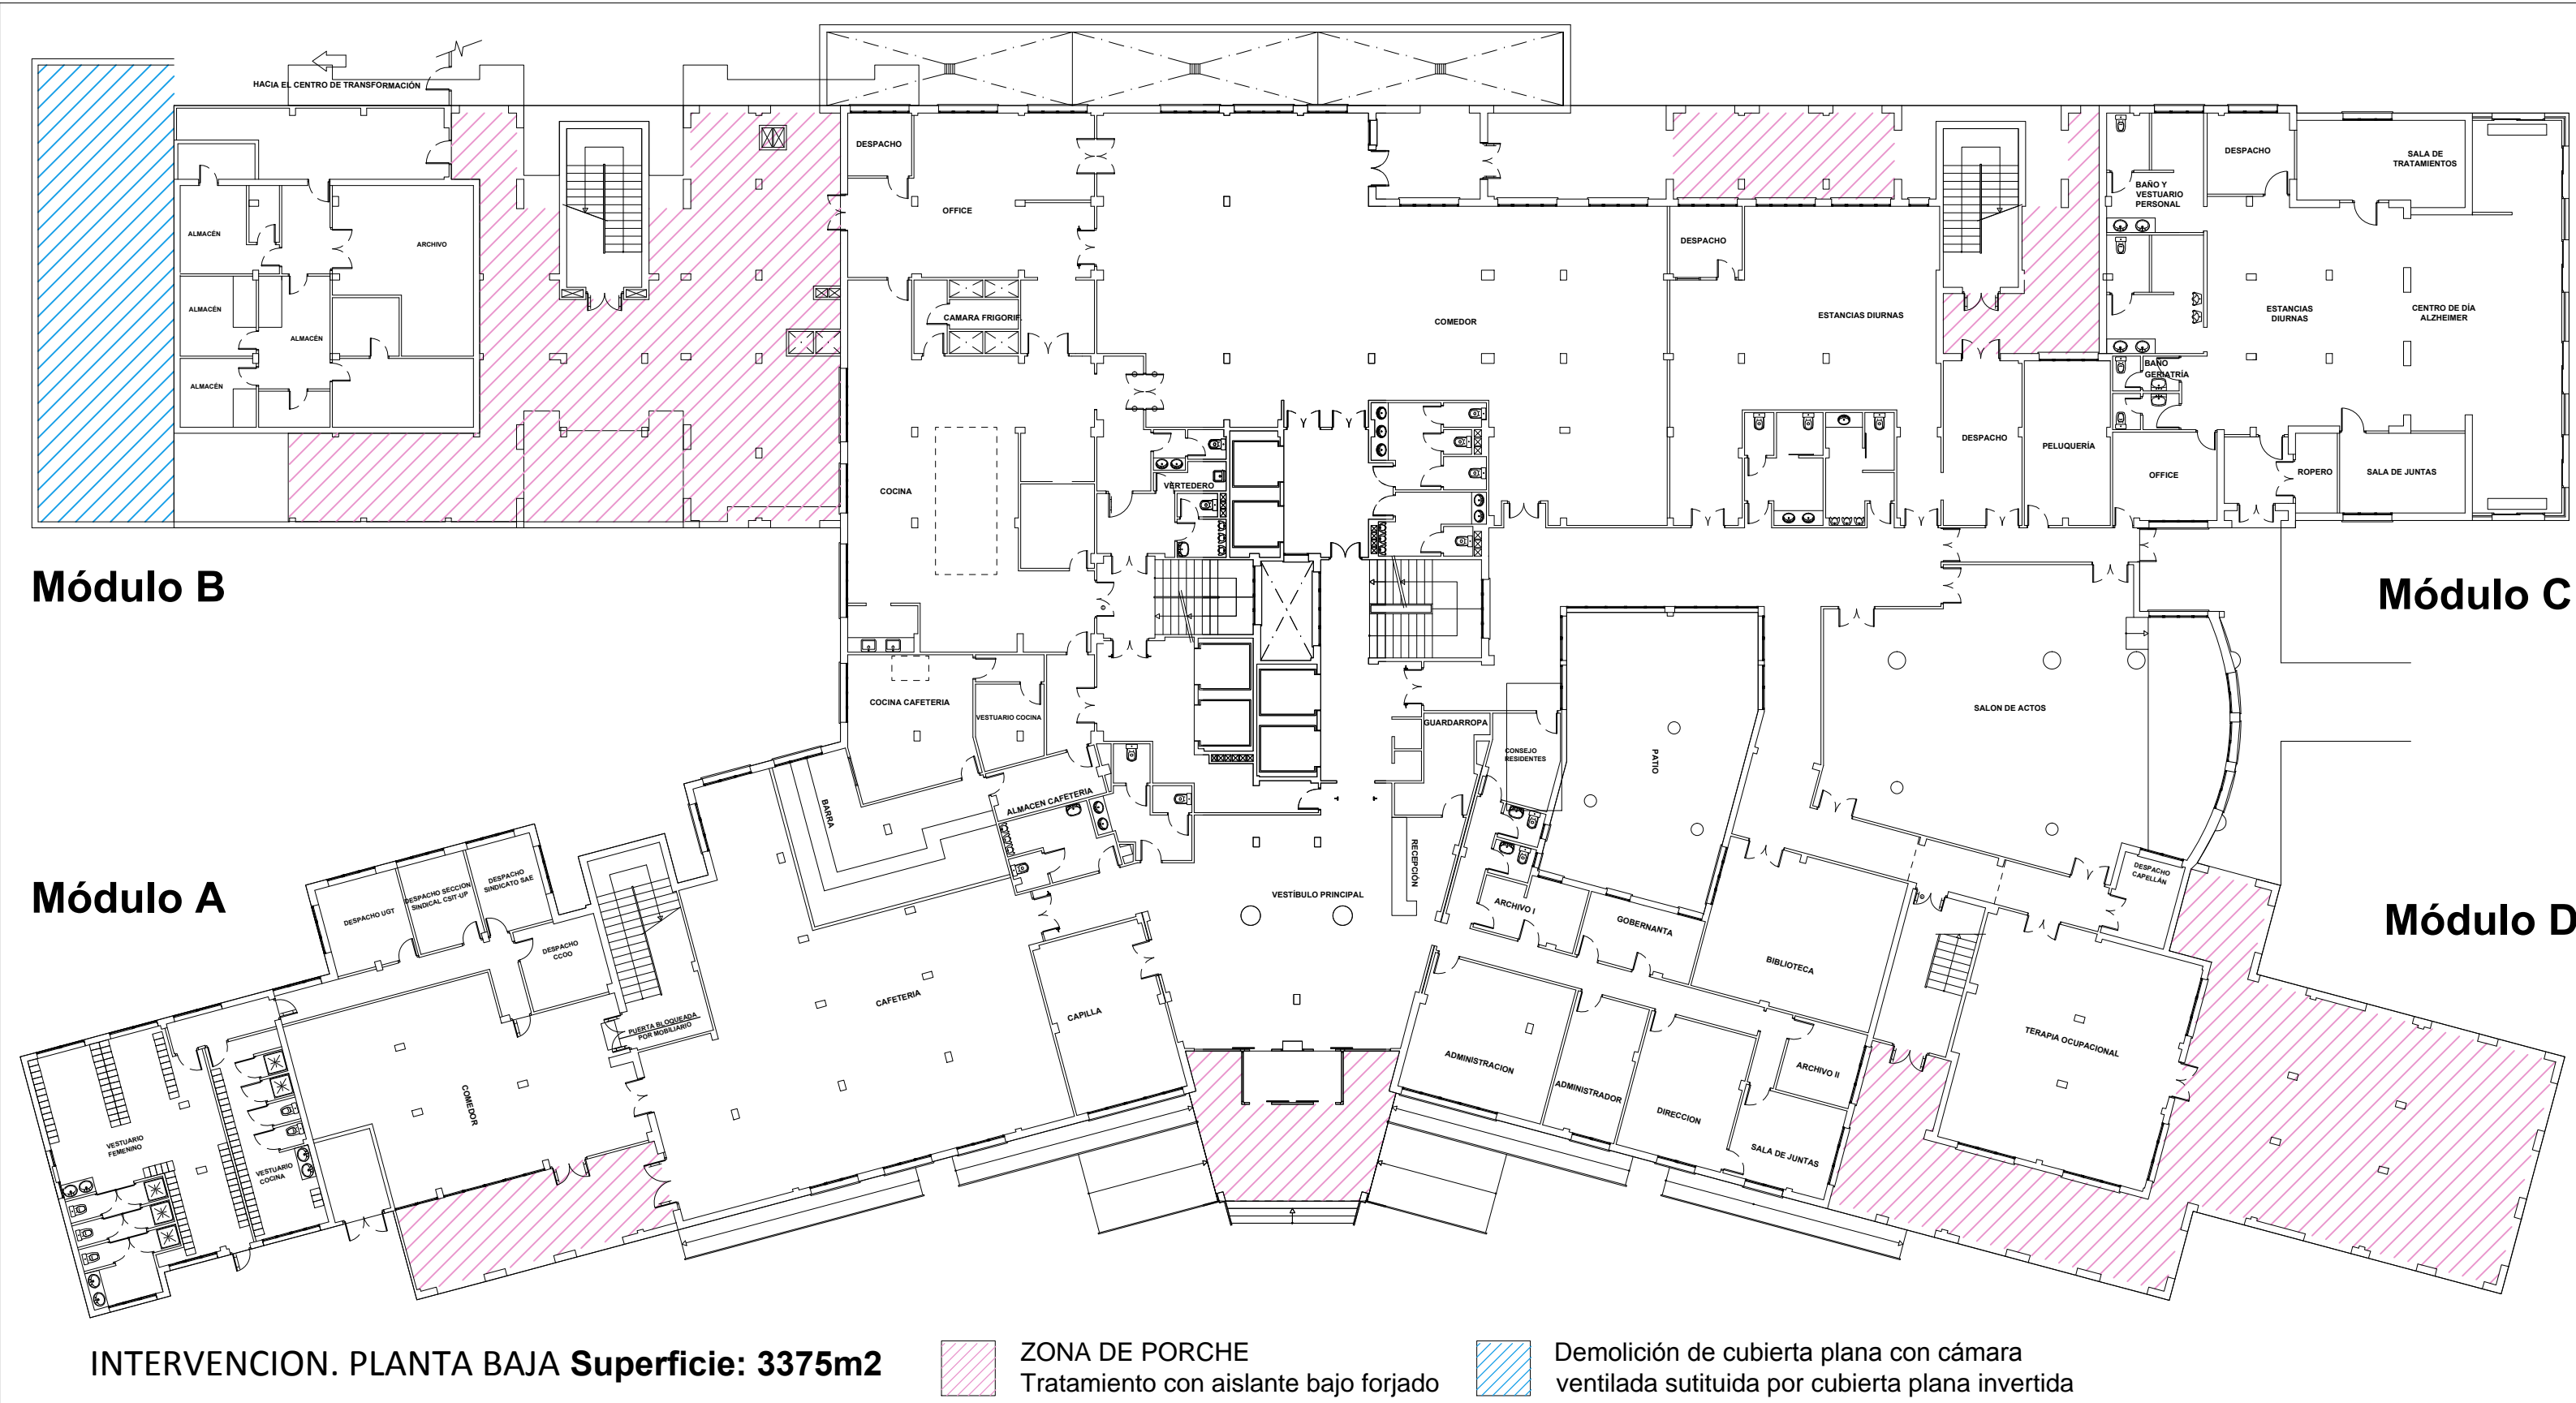 HACIA EL CENTRO DE TRANSFORMACIÓN
DESPACHO
DESPACHO
SALA DE
TRATAMIENTOS
BAÑO Y
VESTUARIO
PERSONAL
OFFICE
ALMACÉN
ARCHIVO
DESPACHO
ALMACÉN
CAMARA FRIGORIF.
COMEDOR
ESTANCIAS DIURNAS
ESTANCIAS
DIURNAS
CENTRO DE DÍA
ALZHEIMER
ALMACÉN
ALMACÉN
BAÑO
GERIATRÍA
DESPACHO
PELUQUERÍA
OFFICE
ROPERO
SALA DE JUNTAS
COCINA
VERTEDERO
Módulo B
Módulo C
COCINA CAFETERIA
VESTUARIO COCINA
GUARDARROPA
CONSEJO
RESIDENTES
PATIO
SALON DE ACTOS
BARRA
ALMACEN CAFETERIA
RECEPCIÓN
DESPACHO
CAPELLÁN
Módulo A
DESPACHO UGT
DESPACHO SECCION
SINDICAL CSIT-UP
DESPACHO
SINDICATO SAE
DESPACHO
CCOO
VESTÍBULO PRINCIPAL
ARCHIVO I
GOBERNANTA
BIBLIOTECA
Módulo D
CAFETERIA
CAPILLA
PUERTA BLOQUEADA
POR MOBILIARIO
TERAPIA OCUPACIONAL
ADMINISTRACION
ADMINISTRADOR
DIRECCION
ARCHIVO II
SALA DE JUNTAS
COMEDOR
VESTUARIO
FEMENINO
VESTUARIO
COCINA
INTERVENCION. PLANTA BAJA Superficie: 3375m2
ZONA DE PORCHE
Tratamiento con aislante bajo forjado
Demolición de cubierta plana con cámara
ventilada sutituida por cubierta plana invertida